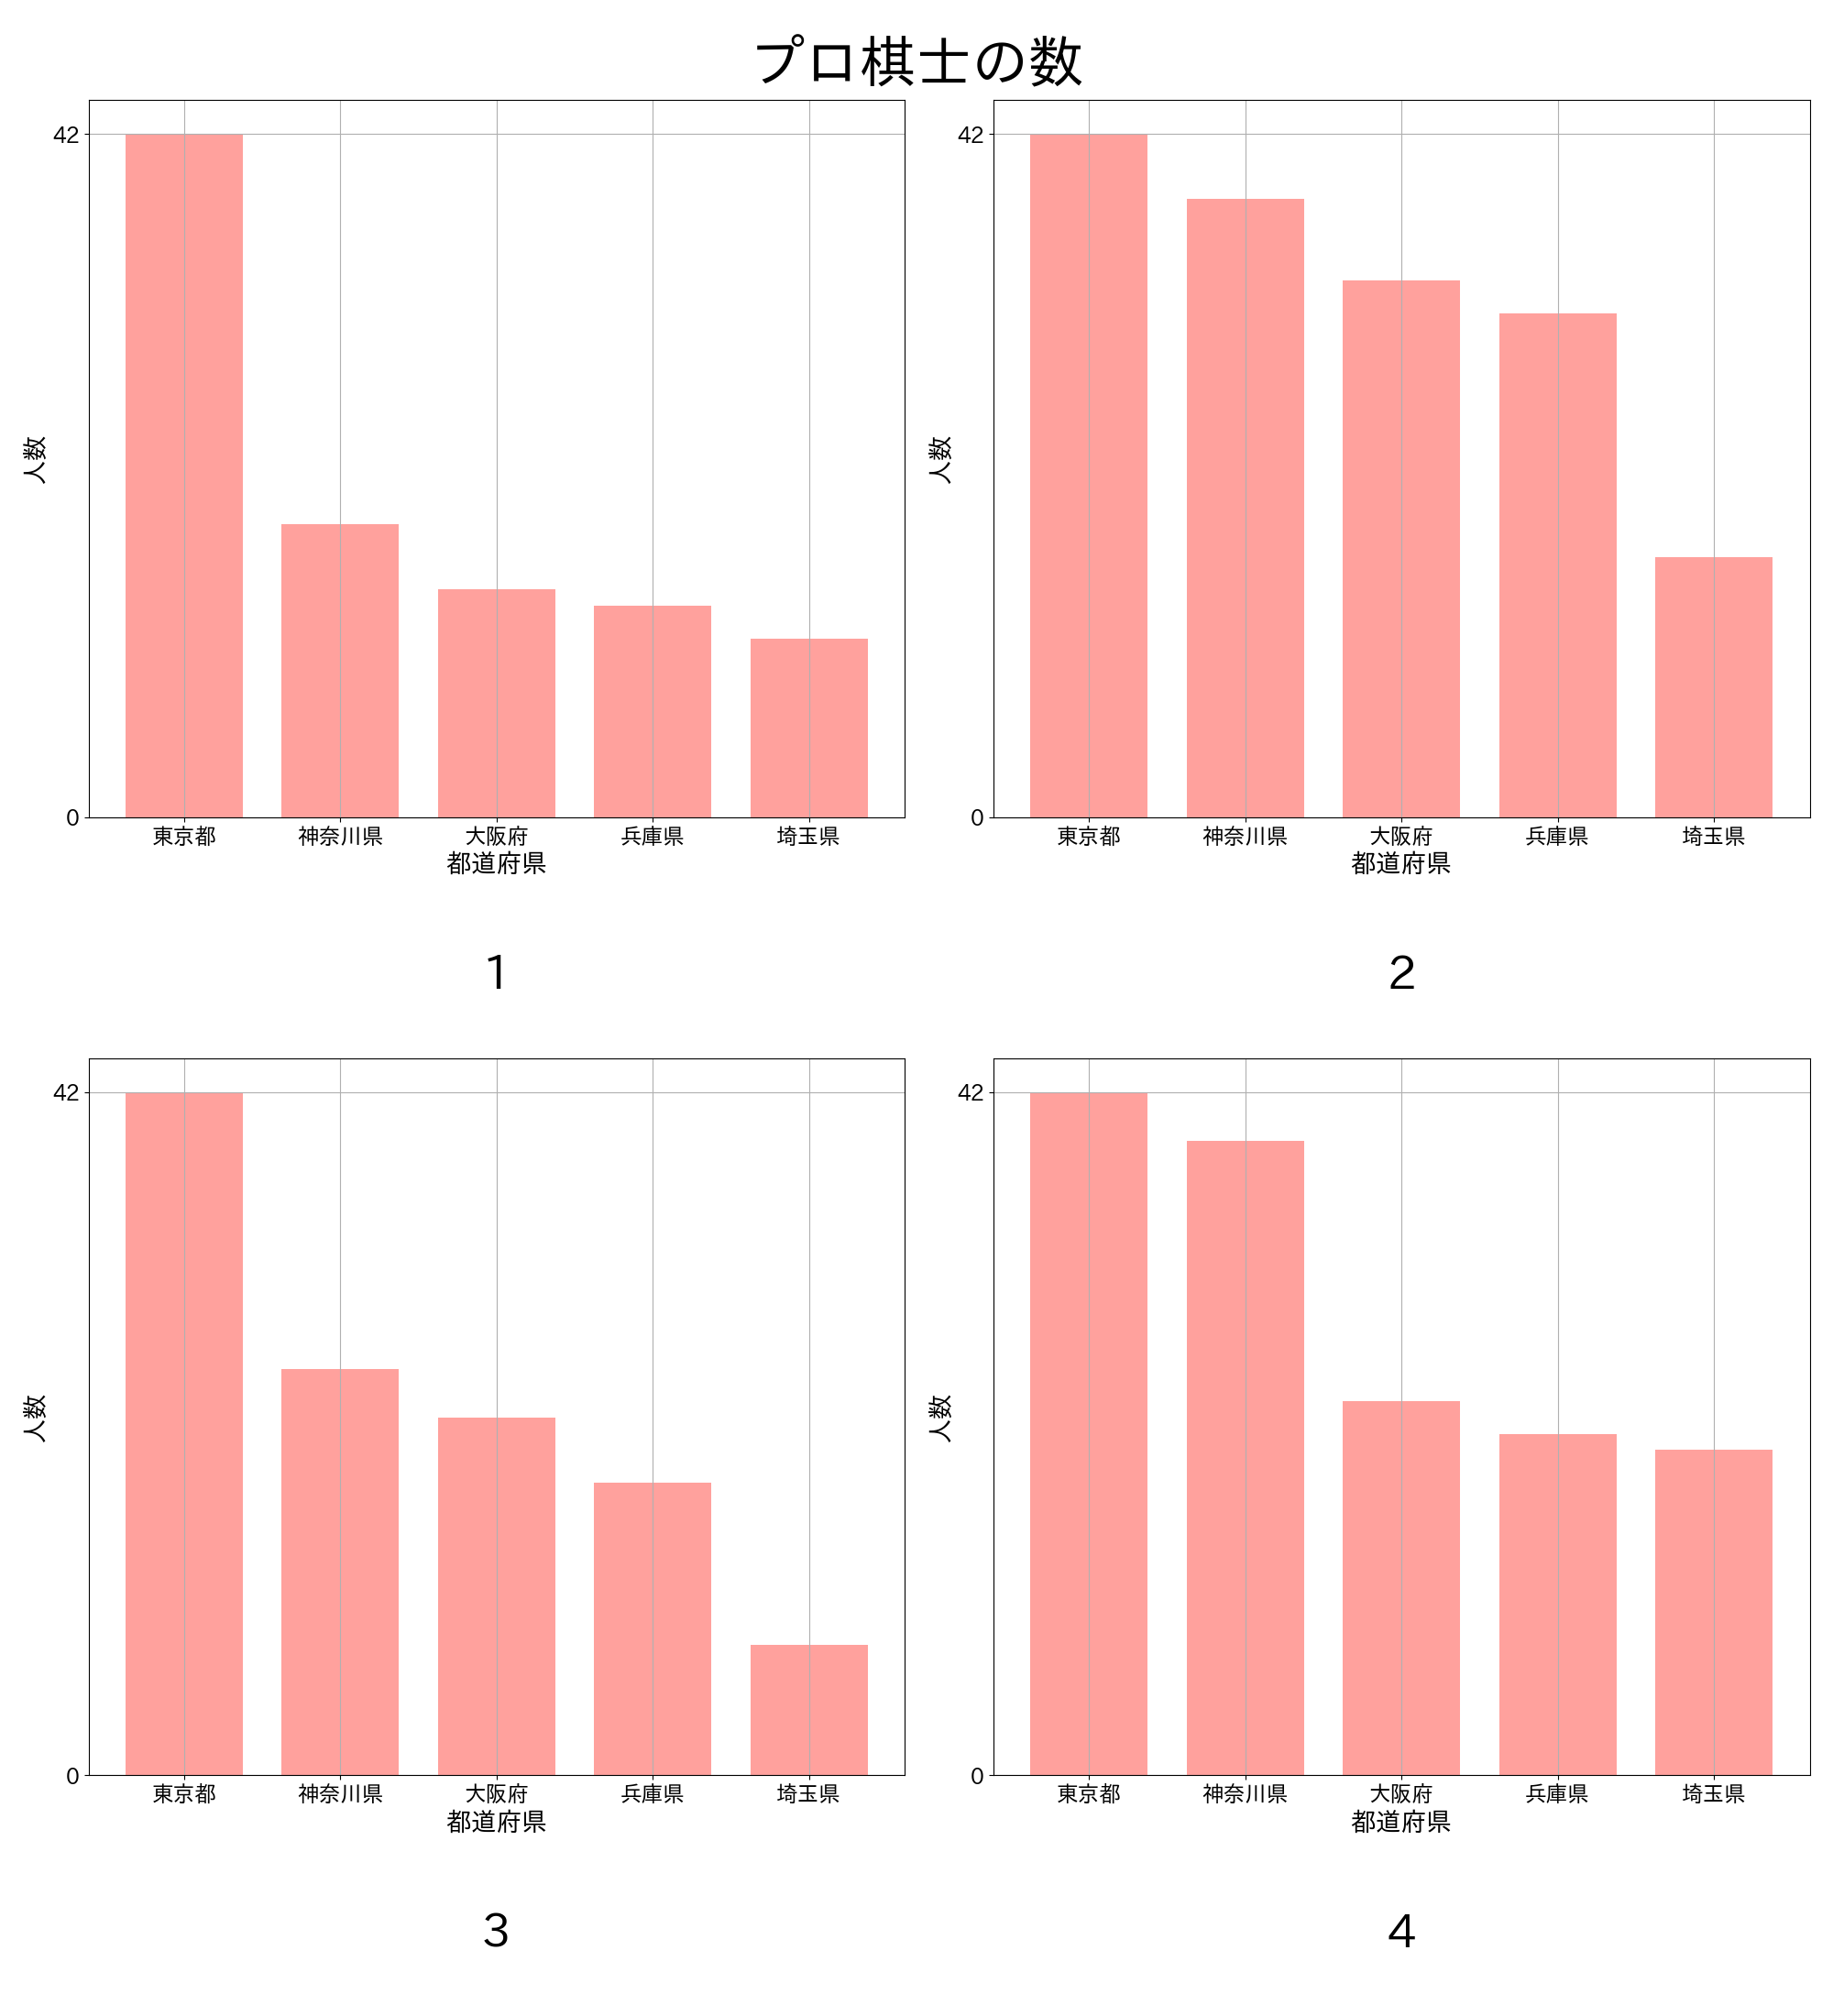 プロ棋士の数
42
0
人数
東京都 神奈川県 大阪府 兵庫県 埼玉県
都道府県
1
42
0
人数
東京都 神奈川県 大阪府 兵庫県 埼玉県
都道府県
2
42
0
人数
東京都 神奈川県 大阪府 兵庫県 埼玉県
都道府県
3
42
0
人数
東京都 神奈川県 大阪府 兵庫県 埼玉県
都道府県
4